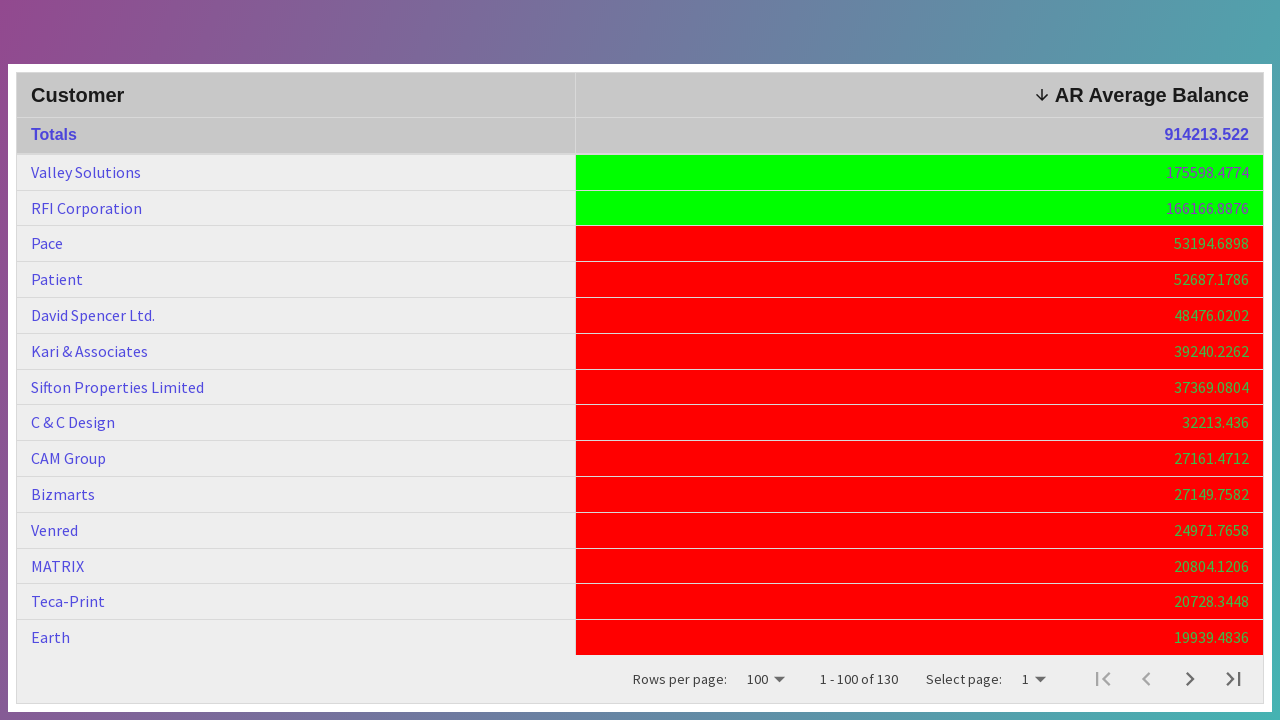 Customer AR Average Balance
Totals 914213.522
Valley Solutions 175598.4774
RFI Corporation 166166.8876
Pace 53194.6898
Patient 52687.1786
David Spencer Ltd. 48476.0202
Kari & Associates 39240.2262
Sifton Properties Limited 37369.0804
C & C Design 32213.436
CAM Group 27161.4712
Bizmarts 27149.7582
Venred 24971.7658
MATRIX 20804.1206
Teca-Print 20728.3448
Earth 19939.4836
Rows per page: 100 1 - 100 of 130 Select page: 1